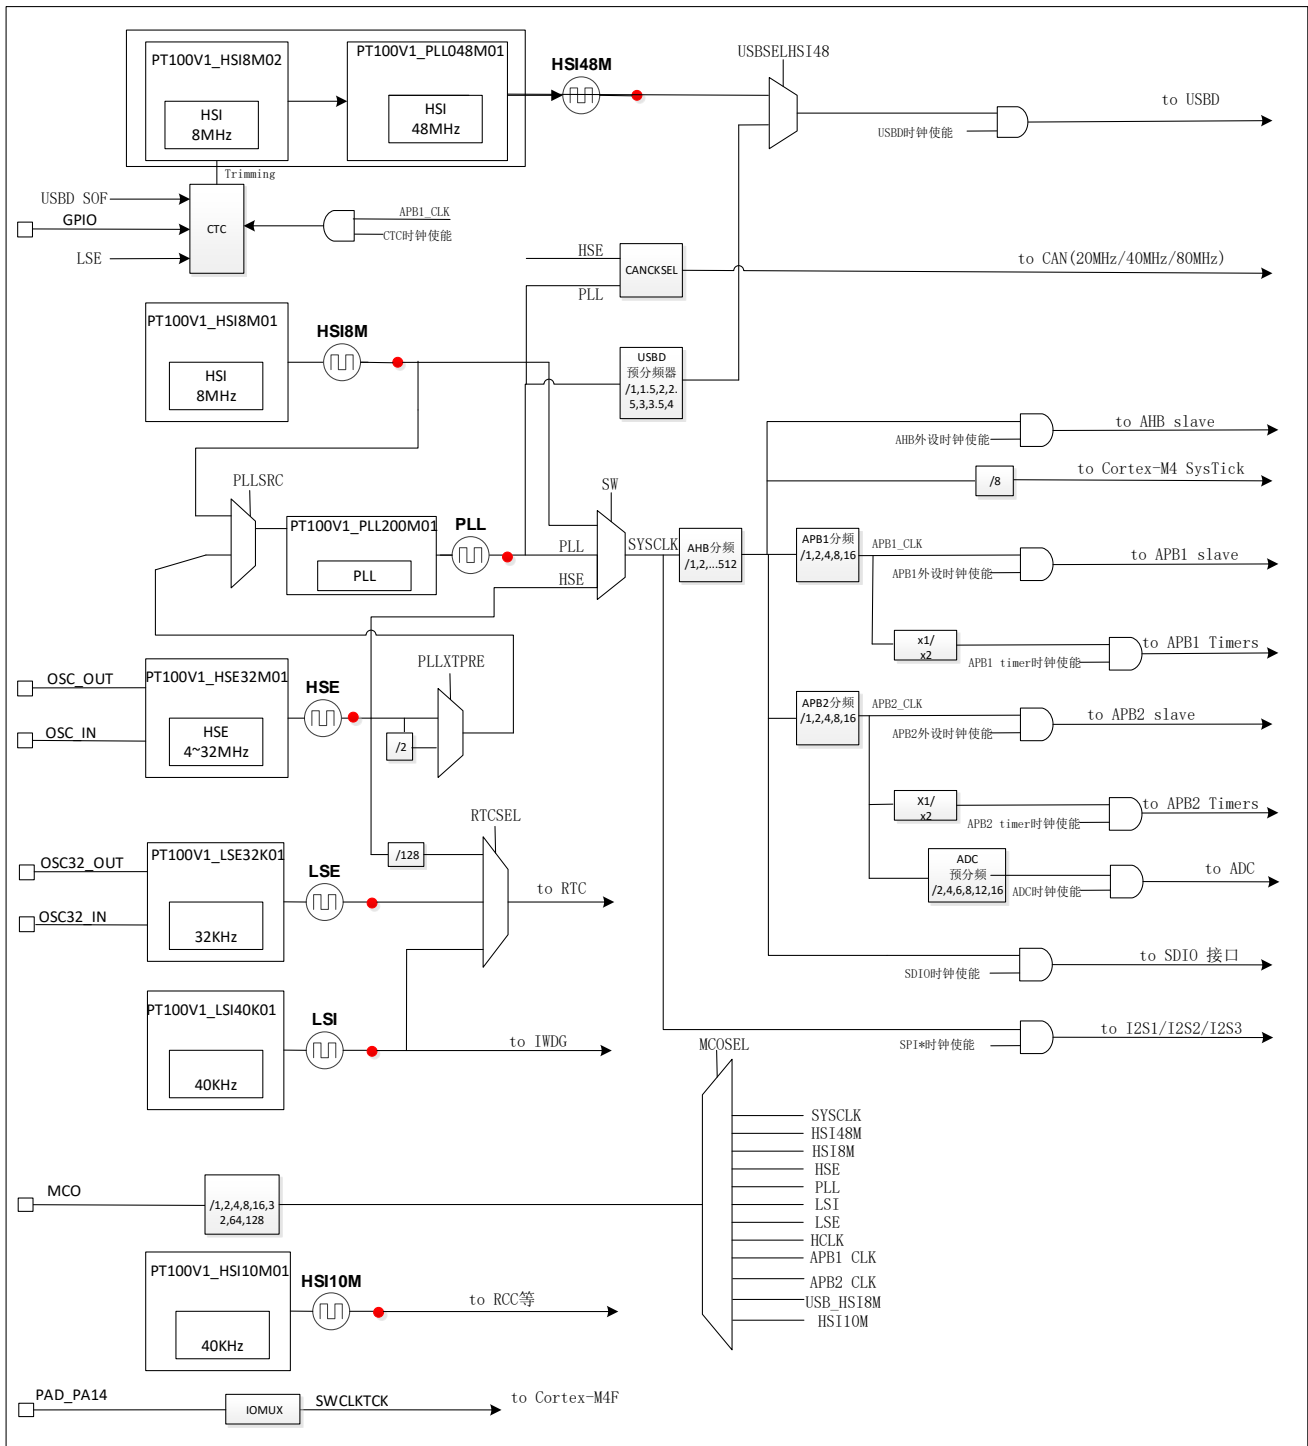 PT100V1_HSI8M02
HSI
8MHz
PT100V1_PLL048M01
HSI
48MHz
HSI48M
USBSELHSI48
to USBD
USBD时钟使能
Trimming
USBD SOF
GPIO
LSE
CTC
APB1_CLK
CTC时钟使能
HSE
PLL
CANCKSEL
to CAN(20MHz/40MHz/80MHz)
PT100V1_HSI8M01
HSI
8MHz
HSI8M
USBD
预分频器
/1,1.5,2,2.
5,3,3.5,4
to AHB slave
AHB外设时钟使能
/8
to Cortex-M4 SysTick
PLLSRC
PT100V1_PLL200M01
PLL
PLL
SW
PLL
HSE
SYSCLK
AHB分频
/1,2,...512
APB1分频
/1,2,4,8,16
APB1_CLK
APB1外设时钟使能
to APB1 slave
x1/
x2
APB1 timer时钟使能
to APB1 Timers
OSC_OUT
OSC_IN
PT100V1_HSE32M01
HSE
4~32MHz
HSE
/2
PLLXTPRE
APB2分频
/1,2,4,8,16
APB2_CLK
APB2外设时钟使能
to APB2 slave
X1/
x2
APB2 timer时钟使能
to APB2 Timers
ADC
预分频
/2,4,6,8,12,16
ADC时钟使能
to ADC
OSC32_OUT
OSC32_IN
PT100V1_LSE32K01
32KHz
LSE
/128
RTCSEL
to RTC
SDIO时钟使能
to SDIO 接口
PT100V1_LSI40K01
40KHz
LSI
to IWDG
SPI*时钟使能
to I2S1/I2S2/I2S3
MCOSEL
SYSCLK
HSI48M
HSI8M
HSE
PLL
LSI
LSE
HCLK
APB1 CLK
APB2 CLK
USB_HSI8M
HSI10M
MCO
/1,2,4,8,16,3
2,64,128
PT100V1_HSI10M01
40KHz
HSI10M
to RCC等
PAD_PA14
IOMUX
SWCLKTCK
to Cortex-M4F